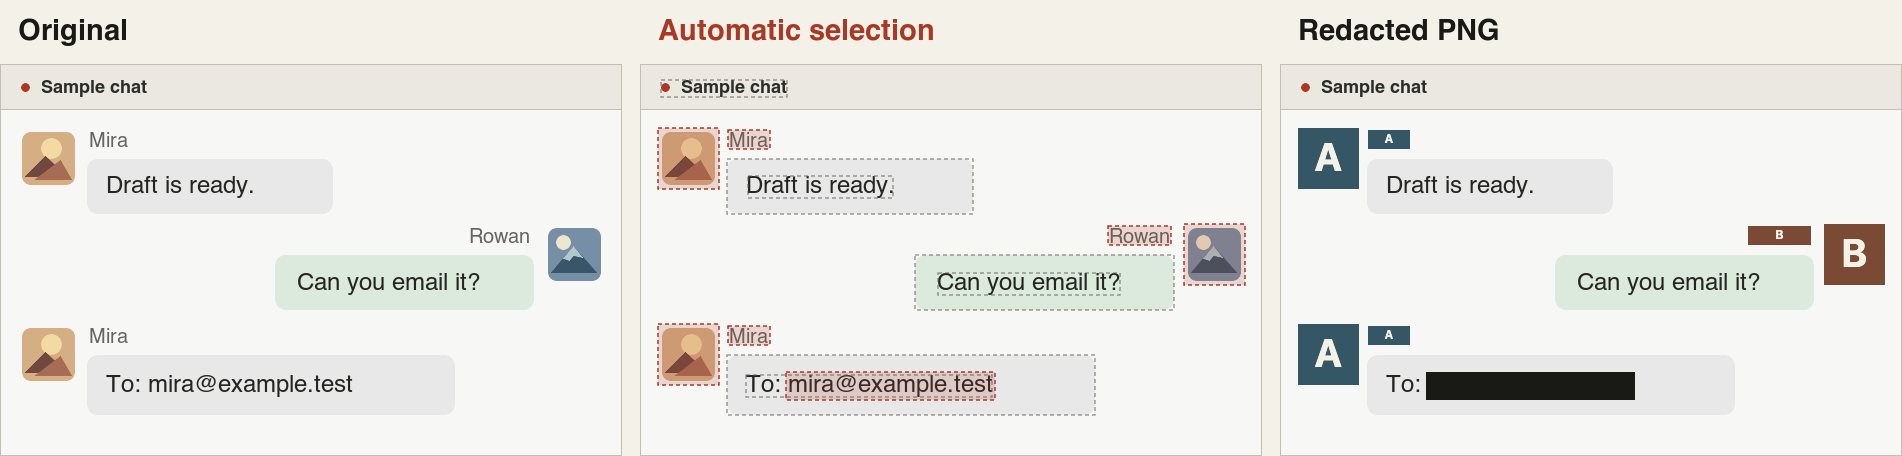 Original
Sample chat
Mira
Draft is ready.
Rowan
Can you email it?
Mira
To: mira@example.test
Automatic selection
Sample chat
Mira
Draft is ready.
Rowan
Can you email it?
Mira
To: mira@example.test
Redacted PNG
Sample chat
A
A
Draft is ready.
B
B
Can you email it?
A
A
To: